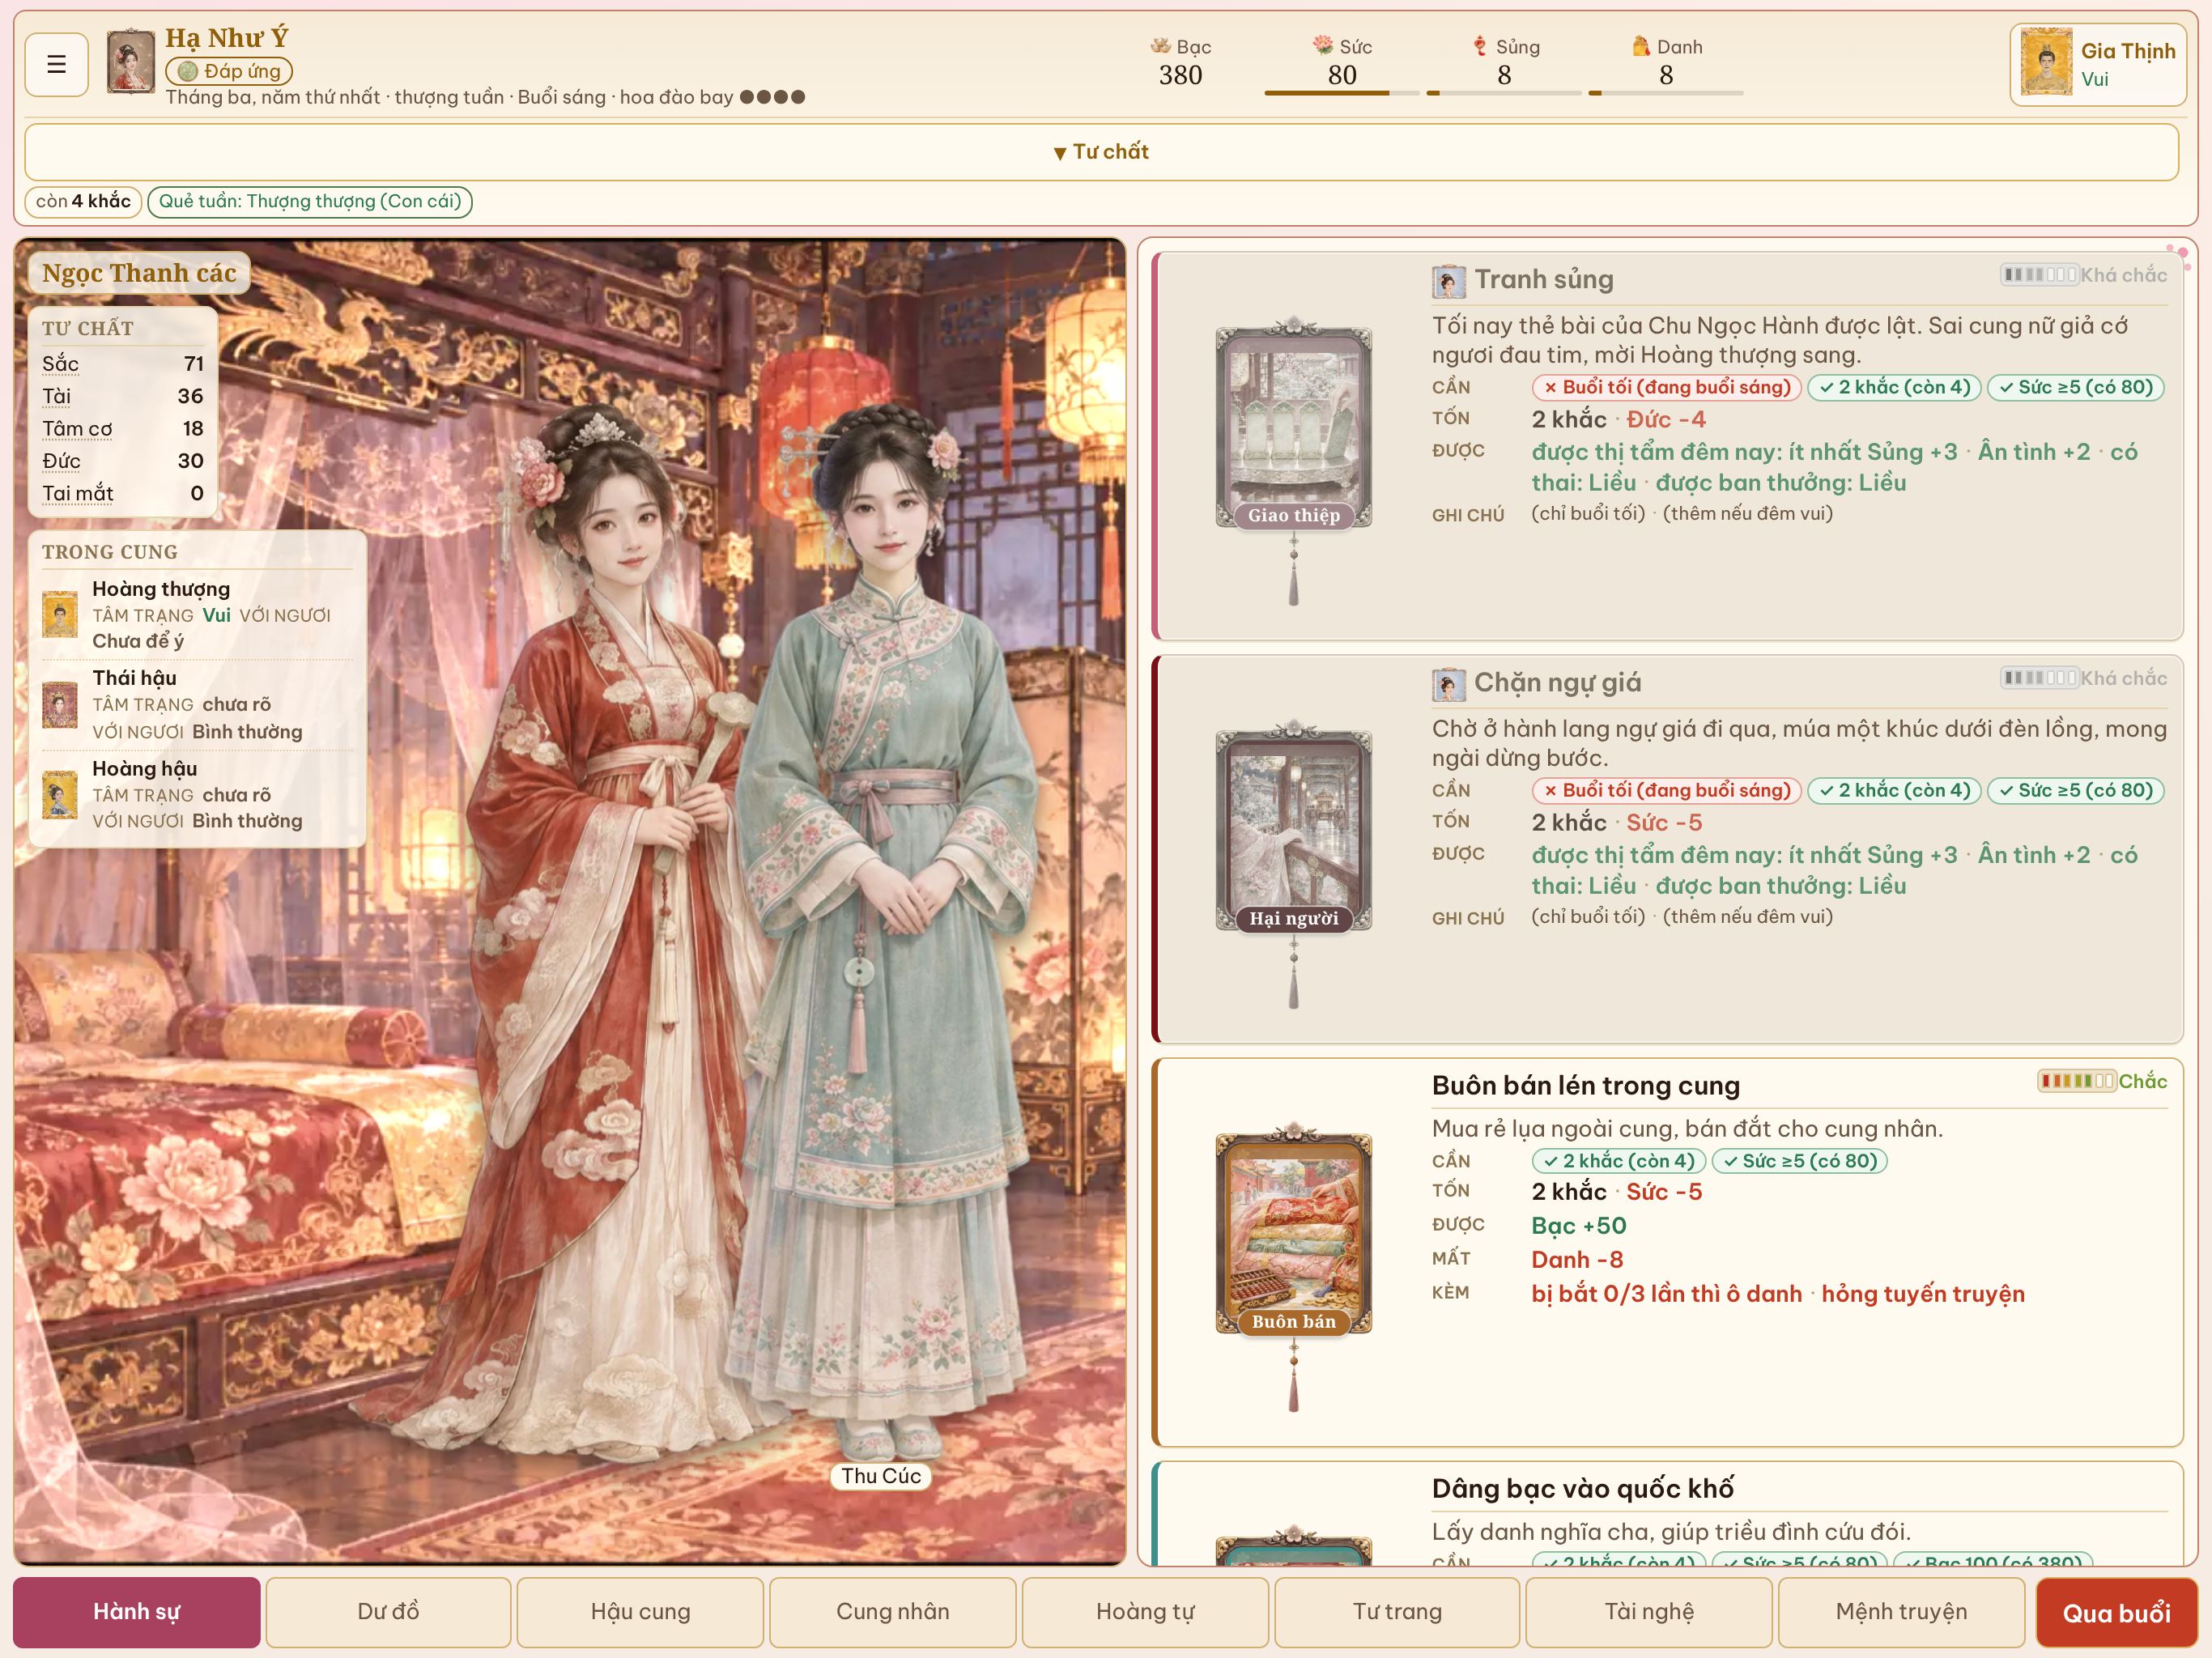 ☰
Hạ Như Ý
Đáp ứng
Tháng ba, năm thứ nhất · thượng tuần · Buổi sáng · hoa đào bay ●●●●
Bạc
380
Sức
80
Sủng
8
Danh
8
Gia Thịnh
Vui
▼ Tư chất
còn 4 khắc
Quẻ tuần: Thượng thượng (Con cái)
Ngọc Thanh các
TƯ CHẤT
Sắc 71
Tài 36
Tâm cơ 18
Đức 30
Tai mắt 0
TRONG CUNG
Hoàng thượng
TÂM TRẠNG Vui VỚI NGƯƠI
Chưa để ý
Thái hậu
TÂM TRẠNG chưa rõ
VỚI NGƯƠI Bình thường
Hoàng hậu
TÂM TRẠNG chưa rõ
VỚI NGƯƠI Bình thường
Thu Cúc
Tranh sủng
Khá chắc
Tối nay thẻ bài của Chu Ngọc Hành được lật. Sai cung nữ giả cớ
ngươi đau tim, mời Hoàng thượng sang.
CẦN × Buổi tối (đang buổi sáng) ✓ 2 khắc (còn 4) ✓ Sức ≥5 (có 80)
TỐN 2 khắc · Đức -4
ĐƯỢC được thị tẩm đêm nay: ít nhất Sủng +3 · Ân tình +2 · có
thai: Liều · được ban thưởng: Liều
GHI CHÚ (chỉ buổi tối) · (thêm nếu đêm vui)
Giao thiệp
Chặn ngự giá
Khá chắc
Chờ ở hành lang ngự giá đi qua, múa một khúc dưới đèn lồng, mong
ngài dừng bước.
CẦN × Buổi tối (đang buổi sáng) ✓ 2 khắc (còn 4) ✓ Sức ≥5 (có 80)
TỐN 2 khắc · Sức -5
ĐƯỢC được thị tẩm đêm nay: ít nhất Sủng +3 · Ân tình +2 · có
thai: Liều · được ban thưởng: Liều
GHI CHÚ (chỉ buổi tối) · (thêm nếu đêm vui)
Hại người
Buôn bán lén trong cung
Chắc
Mua rẻ lụa ngoài cung, bán đắt cho cung nhân.
CẦN ✓ 2 khắc (còn 4) ✓ Sức ≥5 (có 80)
TỐN 2 khắc · Sức -5
ĐƯỢC Bạc +50
MẤT Danh -8
KÈM bị bắt 0/3 lần thì ô danh · hỏng tuyến truyện
Buôn bán
Dâng bạc vào quốc khố
Lấy danh nghĩa cha, giúp triều đình cứu đói.
CẦN ✓ 2 khắc (còn 4) ✓ Sức ≥5 (có 80) ✓ Bạc 100 (có 380)
Hành sự
Dư đồ
Hậu cung
Cung nhân
Hoàng tự
Tư trang
Tài nghệ
Mệnh truyện
Qua buổi